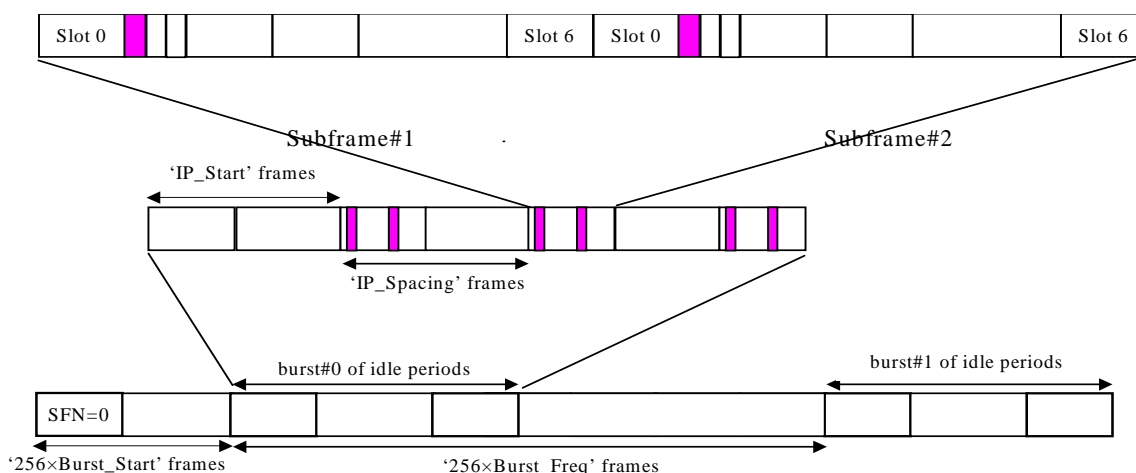 Slot 0
Slot 6
Slot 0
Slot 6
Subframe#1
Subframe#2
‘IP_Start’ frames
‘IP_Spacing’ frames
burst#0 of idle periods
burst#1 of idle periods
SFN=0
‘256×Burst_Start’ frames
‘256×Burst_Freq’ frames